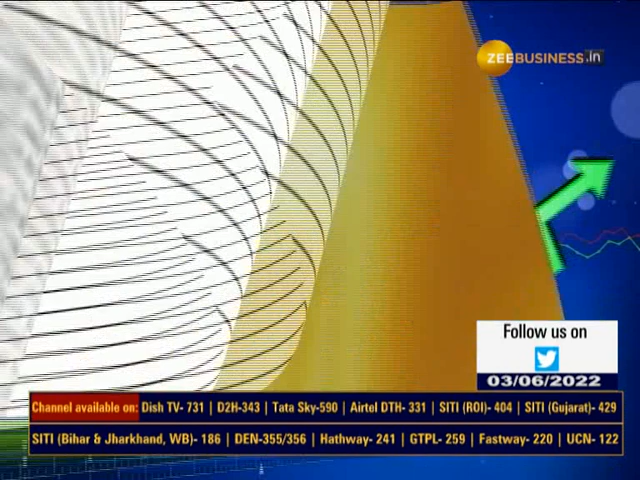 ZEEBUSINESS.in
Follow us on
03/06/2022
Channel available on: Dish TV- 731 | D2H-343 | Tata Sky-590 | Airtel DTH- 331 | SITI (ROI)- 404 | SITI (Gujarat)- 429
SITI (Bihar & Jharkhand, WB)- 186 | DEN-355/356 | Hathway- 241 | GTPL- 259 | Fastway- 220 | UCN- 122